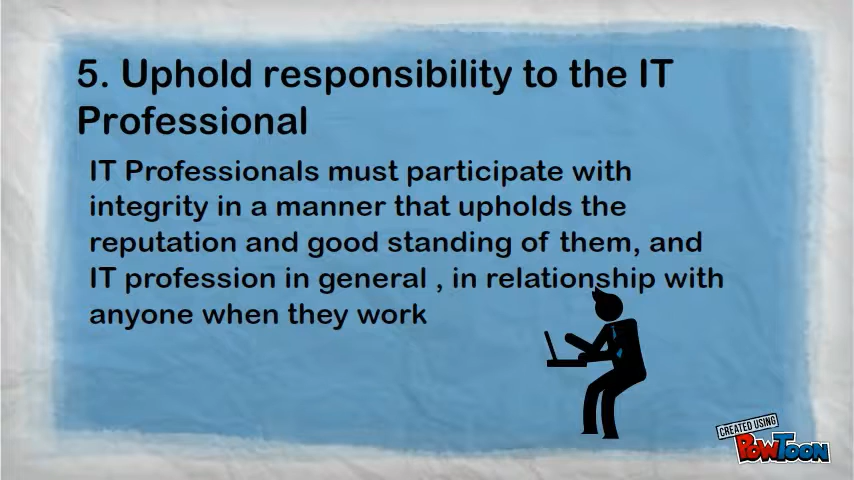 5. Uphold responsibility to the IT
Professional
IT Professionals must participate with
integrity in a manner that upholds the
reputation and good standing of them, and
IT profession in general , in relationship with
anyone when they work
CREATED USING
POWTOON